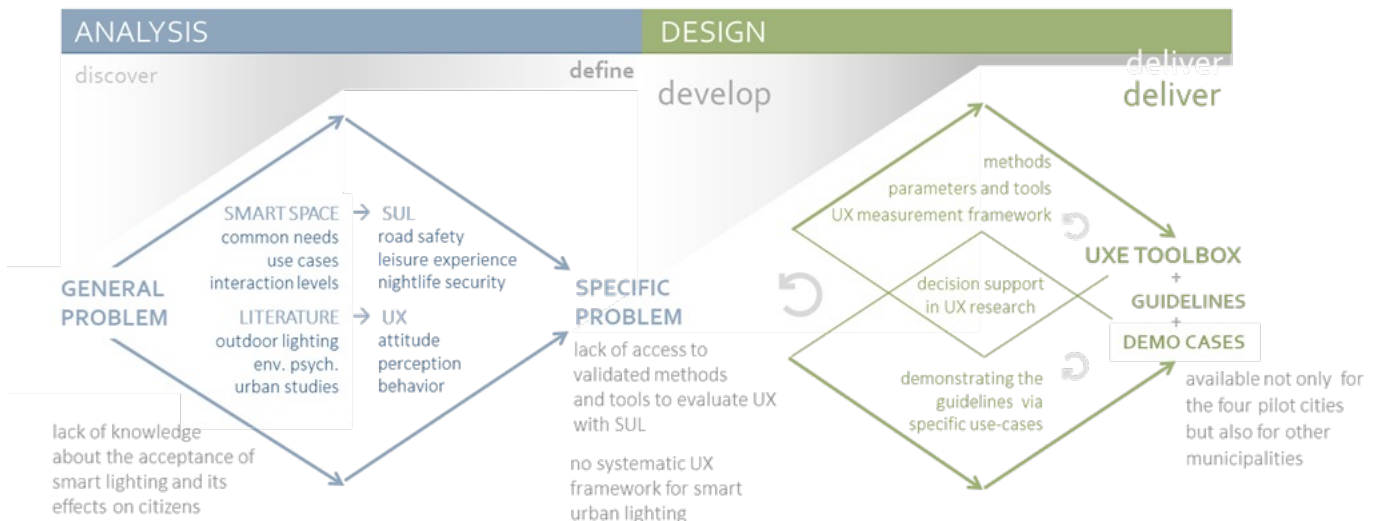 ANALYSIS
DESIGN
discover
define
develop
deliver
deliver
SMART SPACE → SUL
common needs road safety
use cases leisure experience
interaction levels nightlife security
LITERATURE → UX
outdoor lighting attitude
env. psych. perception
urban studies behavior
GENERAL
PROBLEM
lack of knowledge
about the acceptance of
smart lighting and its
effects on citizens
SPECIFIC
PROBLEM
lack of access to
validated methods
and tools to evaluate UX
with SUL
no systematic UX
framework for smart
urban lighting
methods
parameters and tools
UX measurement framework
decision support
in UX research
demonstrating the
guidelines via
specific use-cases
UXE TOOLBOX
+
GUIDELINES
+
DEMO CASES
available not only for
the four pilot cities
but also for other
municipalities